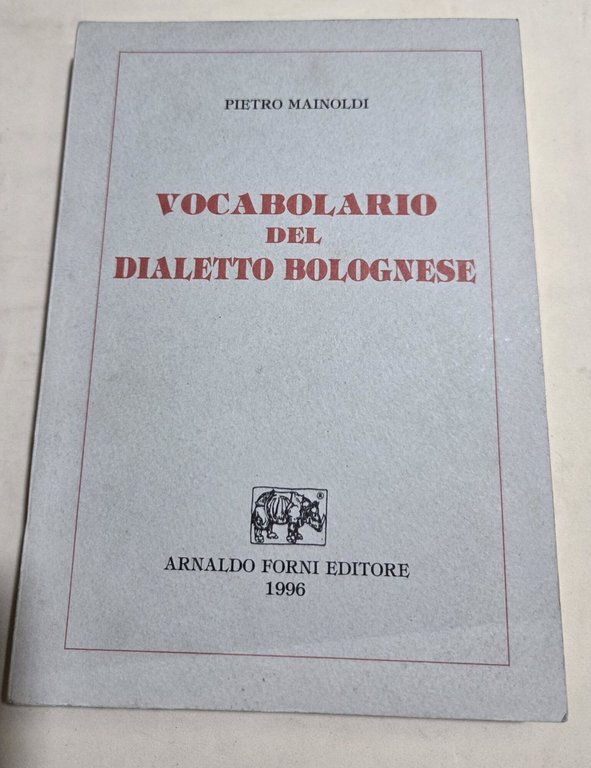 PIETRO MAINOLDI
VOCABOLARIO
DEL
DIALETTO BOLOGNESE
®
ARNALDO FORNI EDITORE
1996